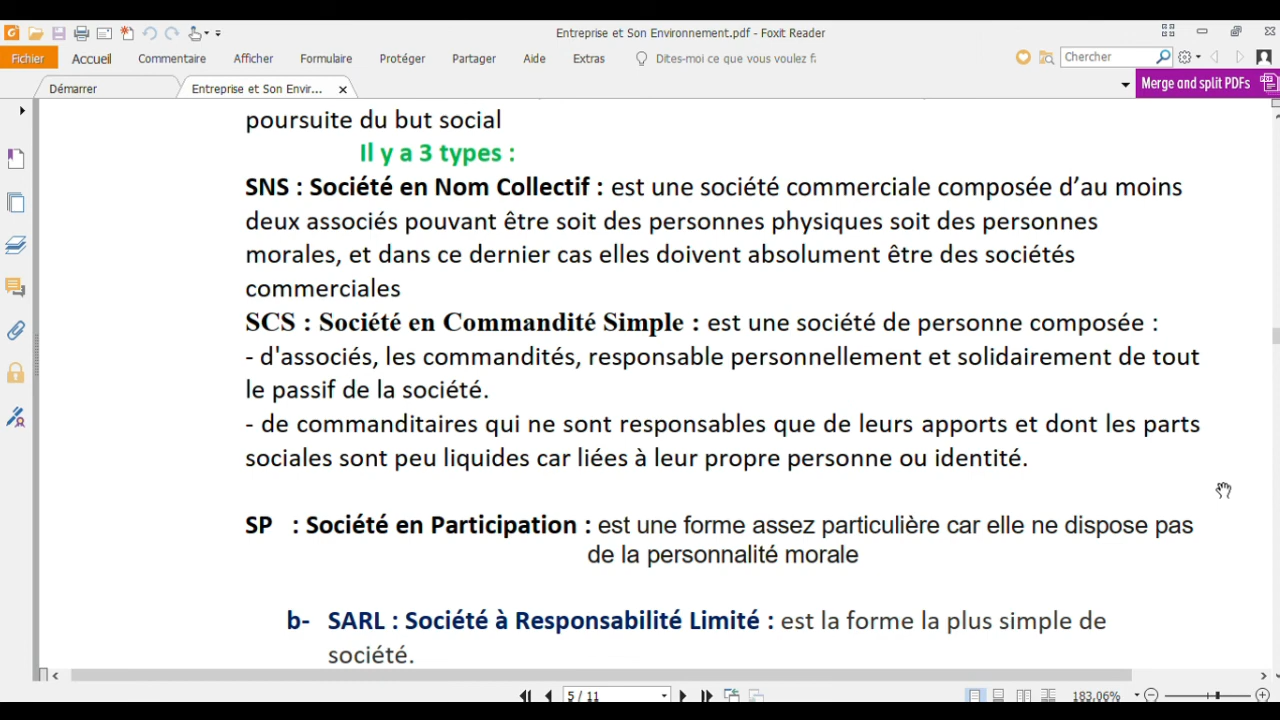 Entreprise et Son Environnement.pdf - Foxit Reader
Fichier Accueil Commentaire Afficher Formulaire Protéger Partager Aide Extras Dites-moi ce que vous voulez f: Chercher
Démarrer Entreprise et Son Envir... Merge and split PDFs
poursuite du but social
Il y a 3 types :
SNS : Société en Nom Collectif : est une société commerciale composée d’au moins
deux associés pouvant être soit des personnes physiques soit des personnes
morales, et dans ce dernier cas elles doivent absolument être des sociétés
commerciales
SCS : Société en Commandité Simple : est une société de personne composée :
- d'associés, les commandités, responsable personnellement et solidairement de tout
le passif de la société.
- de commanditaires qui ne sont responsables que de leurs apports et dont les parts
sociales sont peu liquides car liées à leur propre personne ou identité.
SP : Société en Participation : est une forme assez particulière car elle ne dispose pas
de la personnalité morale
b- SARL : Société à Responsabilité Limité : est la forme la plus simple de
société.
5 / 11 183,06%